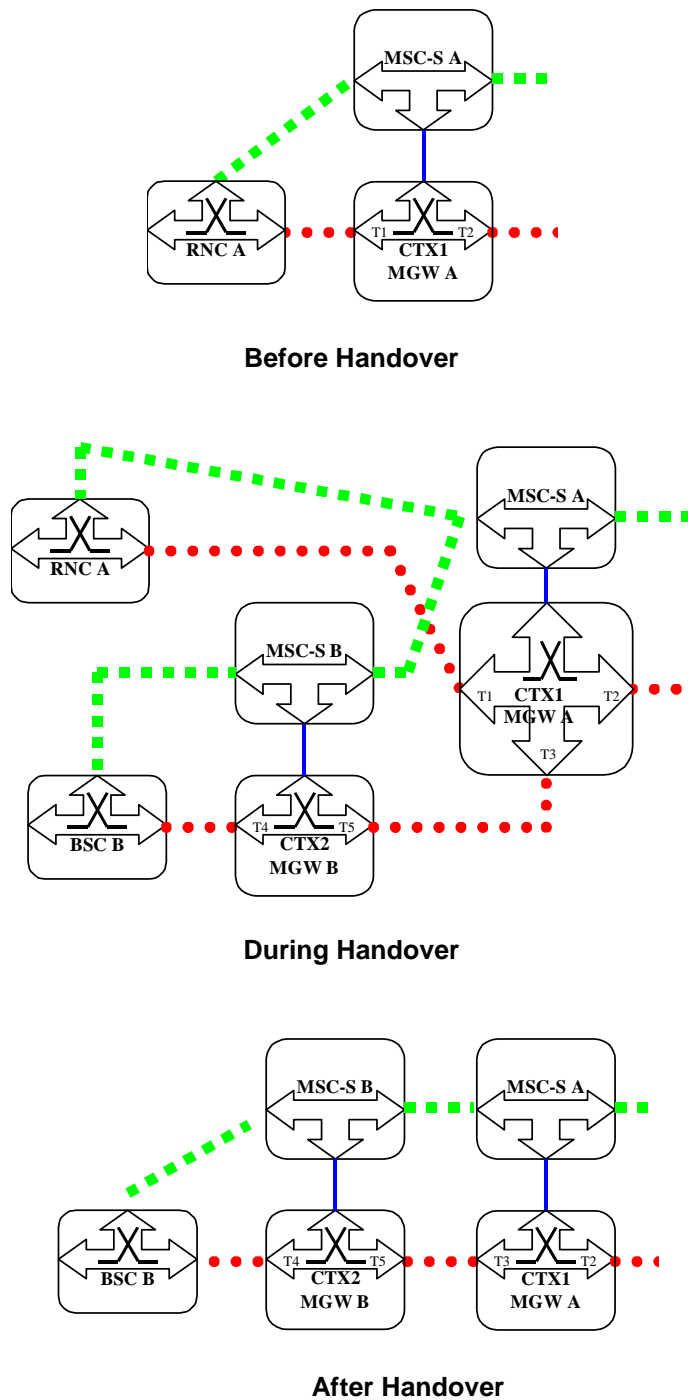 MSC-S A
RNC A
T1
T2
CTX1
MGW A
Before Handover
MSC-S A
RNC A
MSC-S B
T1
CTX1
T2
MGW A
T3
BSC B
T4
T5
CTX2
MGW B
During Handover
MSC-S B
MSC-S A
BSC B
T4
T5
CTX2
MGW B
T3
T2
CTX1
MGW A
After Handover